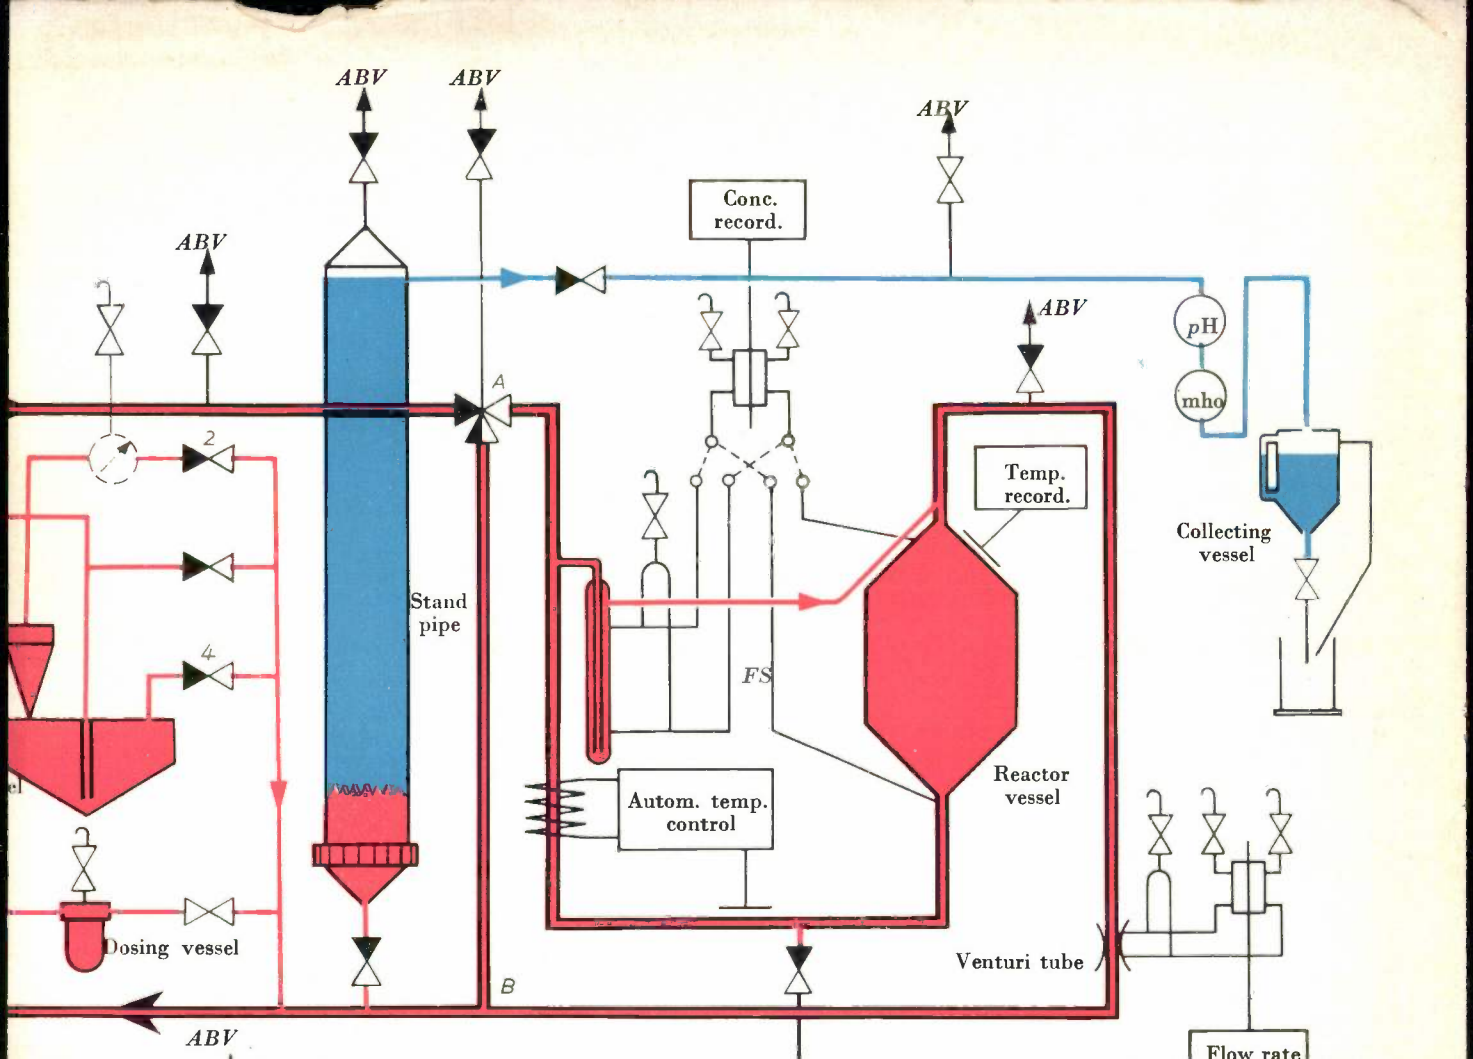 ABV
ABV
ABV
Conc.
record.
ABV
ABV
pH
A
mho
2
Temp.
record.
Collecting
vessel
Stand
pipe
4
FS
Reactor
vessel
el
Autom. temp.
control
Dosing vessel
Venturi tube
B
ABV
Flow rate